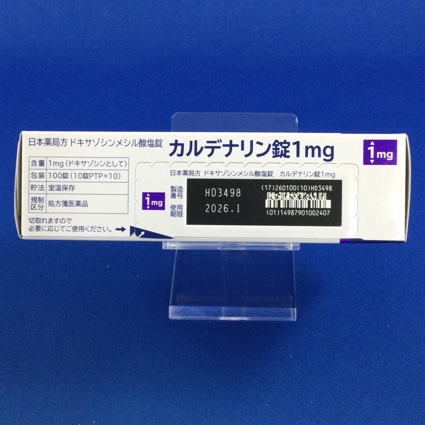 日本薬局方 ドキサゾシンメシル酸塩錠 カルデナリン錠1mg
1mg
含量 1mg(ドキサゾシンとして)
包装 100錠(10錠PTP×10)
貯法 室温保存
規制区分 処方箋医薬品
切取れますので
必要に応じてご使用ください。
1mg
日本薬局方 ドキサゾシンメシル酸塩錠 カルデナリン錠1mg
製造番号 HD3498
使用期限 2026.1
(17)260100(10)HD3498
(01)14987901002407